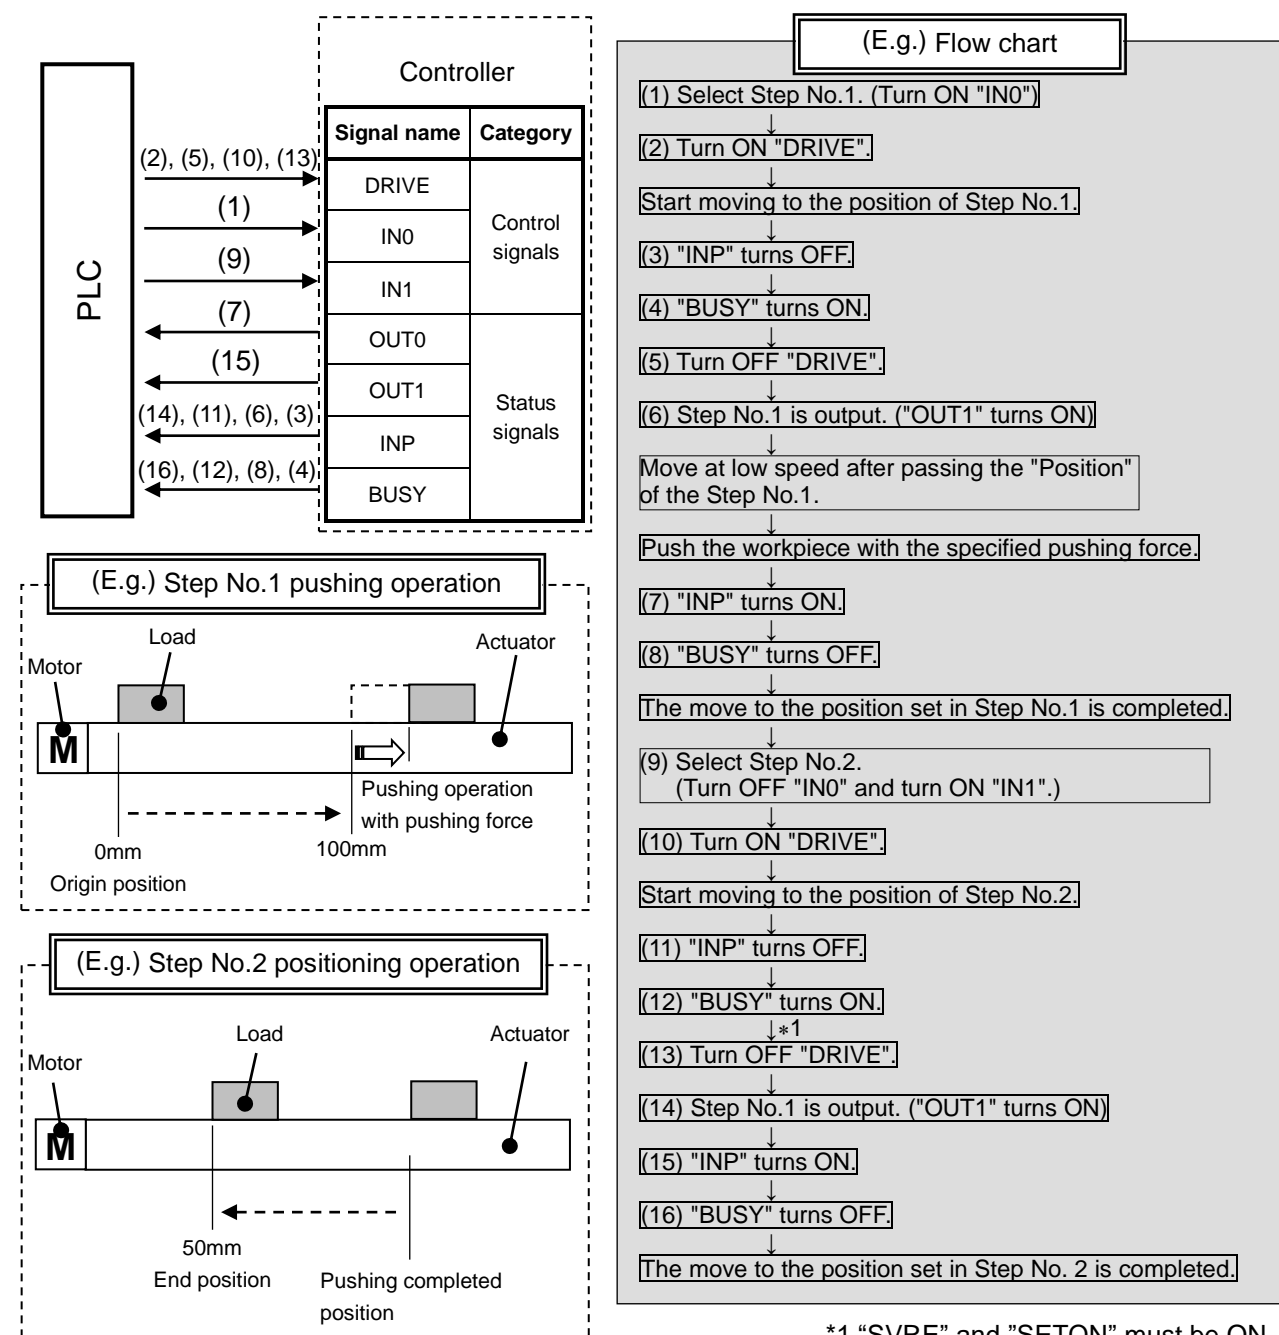 Controller
PLC
Signal name Category
(2), (5), (10), (13)
DRIVE
(1)
IN0
Control
signals
(9)
IN1
(7)
OUT0
(15)
OUT1
Status
signals
(14), (11), (6), (3)
INP
(16), (12), (8), (4)
BUSY
(E.g.) Step No.1 pushing operation
Load
Actuator
Motor
M
Pushing operation
with pushing force
0mm
100mm
Origin position
(E.g.) Step No.2 positioning operation
Load
Actuator
Motor
M
50mm
End position
Pushing completed
position
(E.g.) Flow chart
(1) Select Step No.1. (Turn ON "IN0")
↓
(2) Turn ON "DRIVE".
↓
Start moving to the position of Step No.1.
↓
(3) "INP" turns OFF.
↓
(4) "BUSY" turns ON.
↓
(5) Turn OFF "DRIVE".
↓
(6) Step No.1 is output. ("OUT1" turns ON)
↓
Move at low speed after passing the "Position"
of the Step No.1.
↓
Push the workpiece with the specified pushing force.
↓
(7) "INP" turns ON.
↓
(8) "BUSY" turns OFF.
↓
The move to the position set in Step No.1 is completed.
↓
(9) Select Step No.2.
(Turn OFF "IN0" and turn ON "IN1".)
↓
(10) Turn ON "DRIVE".
↓
Start moving to the position of Step No.2.
↓
(11) "INP" turns OFF.
↓
(12) "BUSY" turns ON.
↓*1
(13) Turn OFF "DRIVE".
↓
(14) Step No.1 is output. ("OUT1" turns ON)
↓
(15) "INP" turns ON.
↓
(16) "BUSY" turns OFF.
↓
The move to the position set in Step No. 2 is completed.
*1 “SVRE” and ”SETON” must be ON